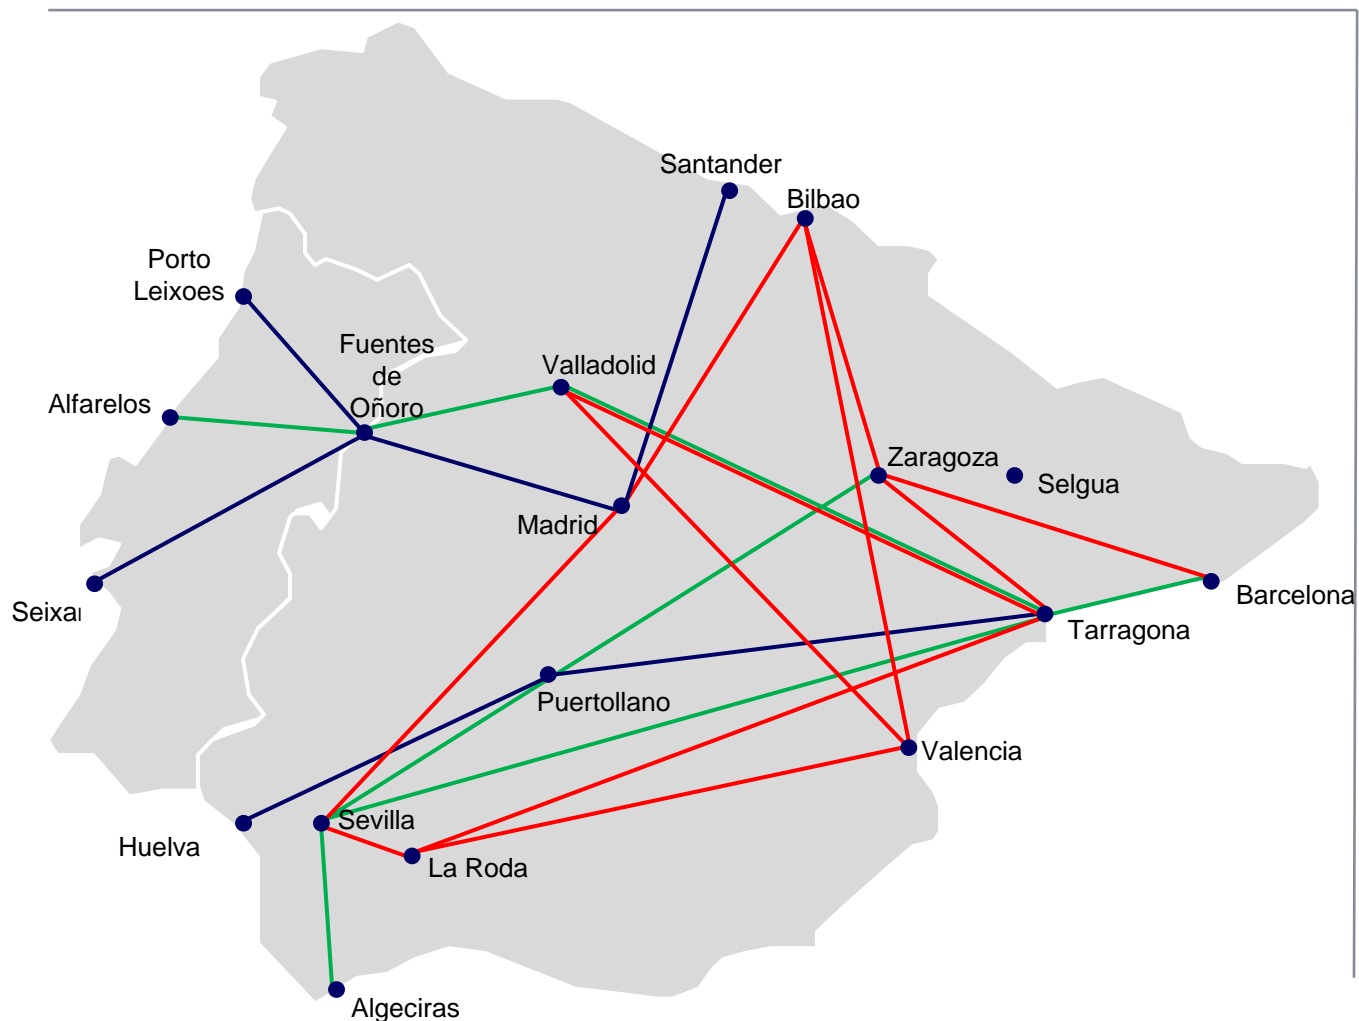 Santander
Bilbao
Porto
Leixoes
Fuentes
de
Oñoro
Valladolid
Alfarelos
Zaragoza
Selgua
Madrid
Barcelona
Seixa
Tarragona
Puertollano
Valencia
Sevilla
Huelva
La Roda
Algeciras